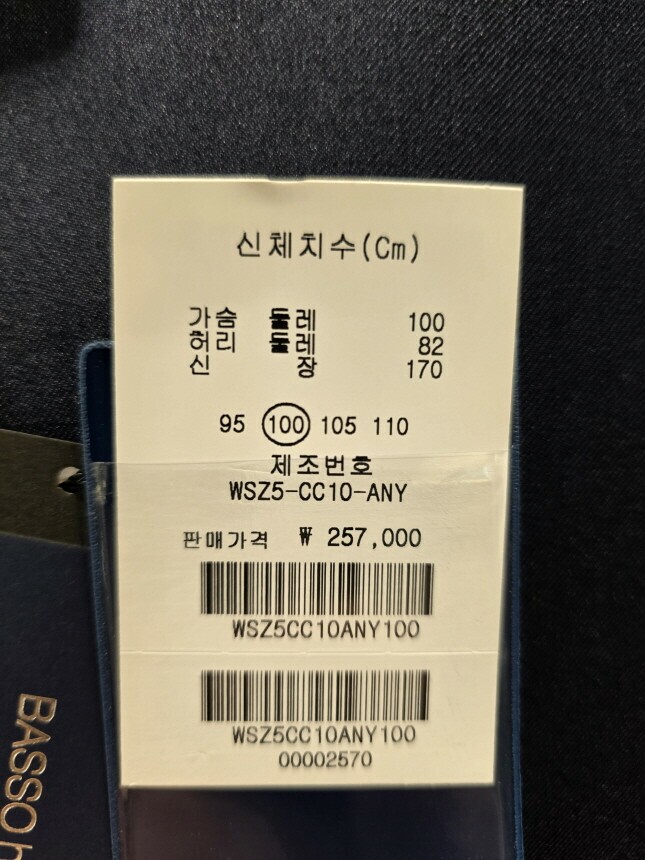 신체치수(Cm)
가슴 둘레 100
허리 둘레 82
신 장 170
95 100 105 110
제조번호
WSZ5-CC10-ANY
판매가격 ₩ 257,000
WSZ5CC10ANY100
WSZ5CC10ANY100
00002570
BASSO h